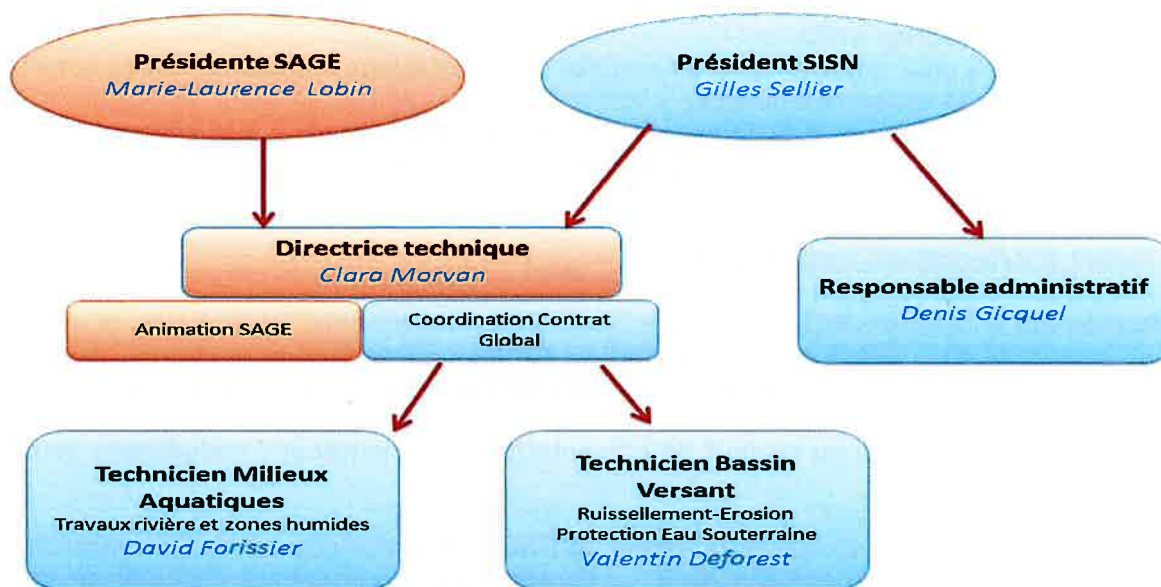 Présidente SAGE
Marie-Laurence Lobin
Président SISN
Gilles Sellier
Directrice technique
Clara Morvan
Animation SAGE
Coordination Contrat
Global
Responsable administratif
Denis Gicquel
Technicien Milieux
Aquatiques
Travaux rivière et zones humides
David Forissier
Technicien Bassin
Versant
Ruissellement-Erosion
Protection Eau Souterraine
Valentin Deforest